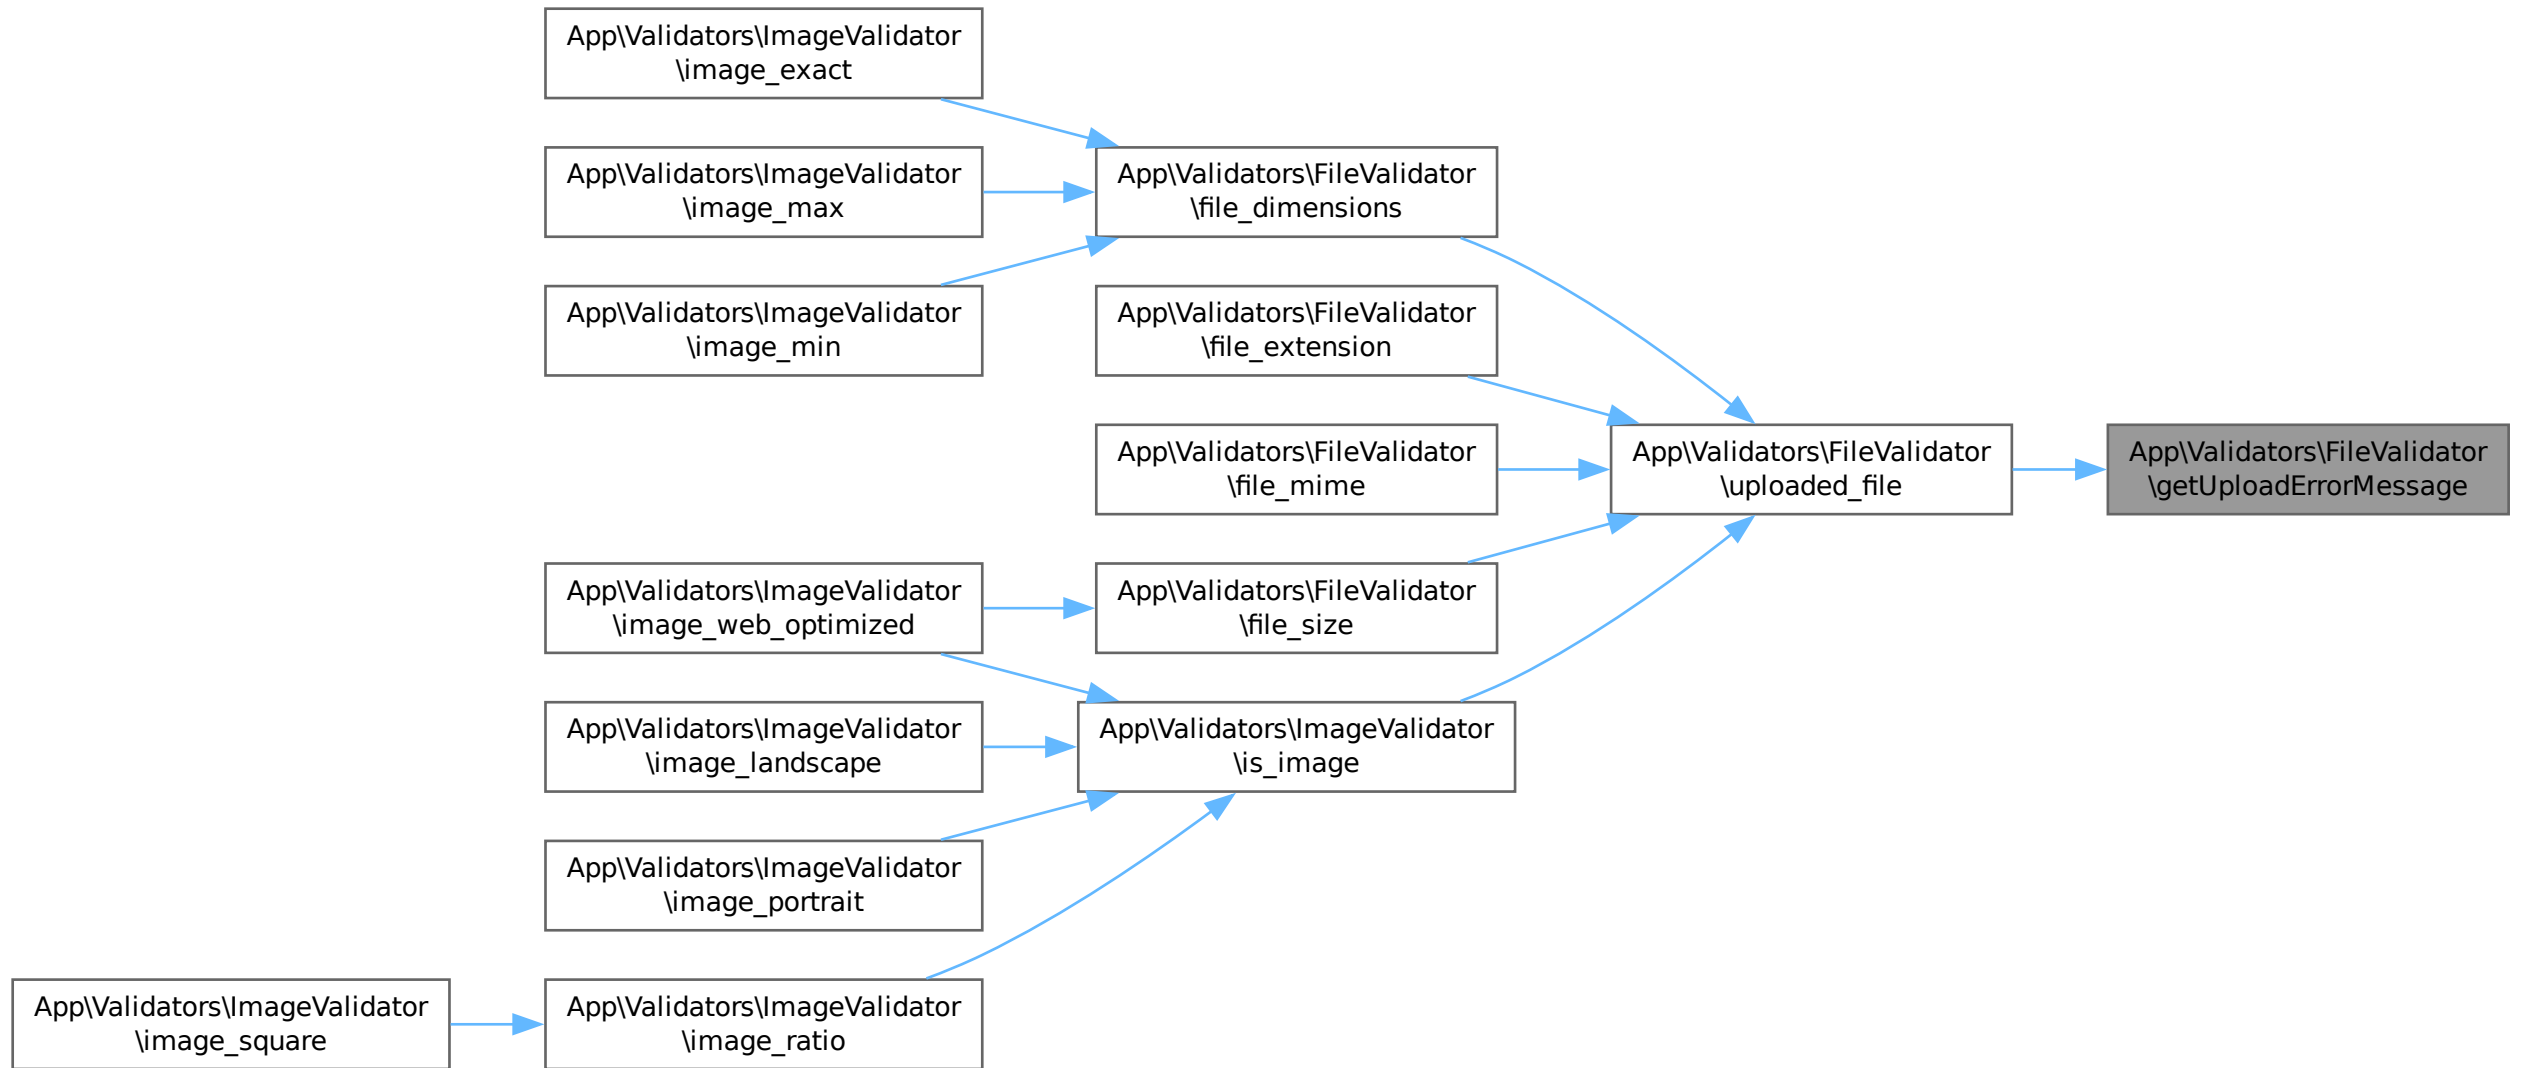 App\Validators\ImageValidator
\image_exact
App\Validators\ImageValidator
\image_max
App\Validators\FileValidator
\file_dimensions
App\Validators\ImageValidator
\image_min
App\Validators\FileValidator
\file_extension
App\Validators\FileValidator
\file_mime
App\Validators\FileValidator
\uploaded_file
App\Validators\FileValidator
\getUploadErrorMessage
App\Validators\ImageValidator
\image_web_optimized
App\Validators\FileValidator
\file_size
App\Validators\ImageValidator
\image_landscape
App\Validators\ImageValidator
\is_image
App\Validators\ImageValidator
\image_portrait
App\Validators\ImageValidator
\image_square
App\Validators\ImageValidator
\image_ratio